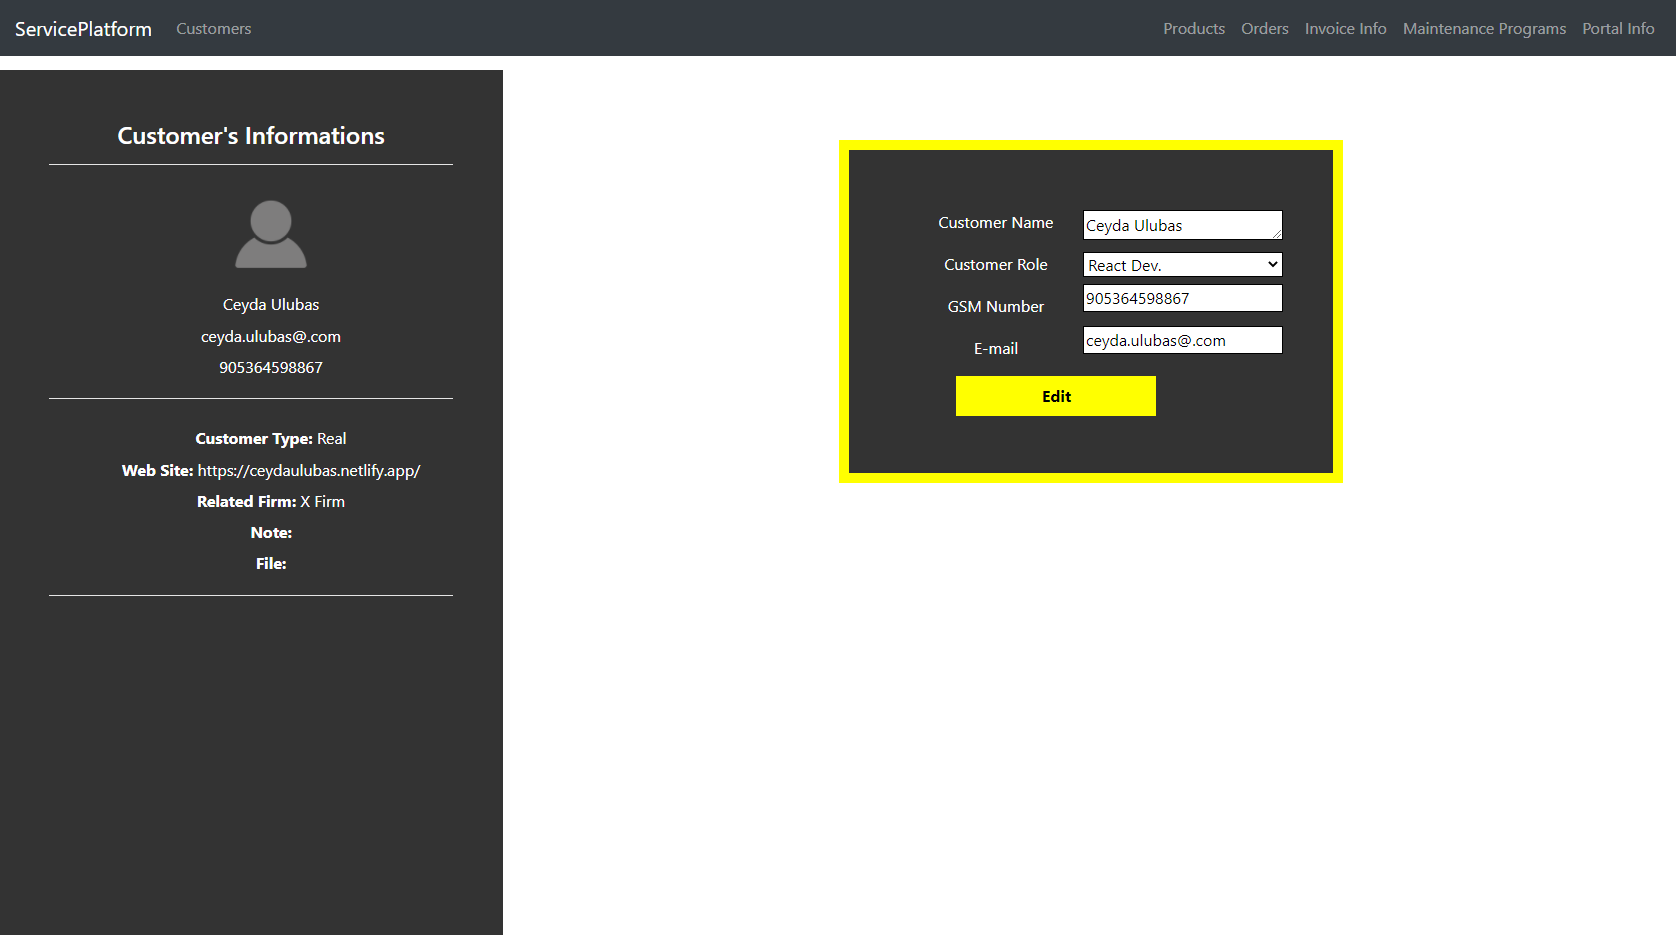 ServicePlatform Customers Products Orders Invoice Info Maintenance Programs Portal Info
Customer's Informations
Ceyda Ulubas
ceyda.ulubas@.com
905364598867
Customer Type: Real
Web Site: https://ceydaulubas.netlify.app/
Related Firm: X Firm
Note:
File:
Customer Name Ceyda Ulubas
Customer Role React Dev.
GSM Number 905364598867
E-mail ceyda.ulubas@.com
Edit